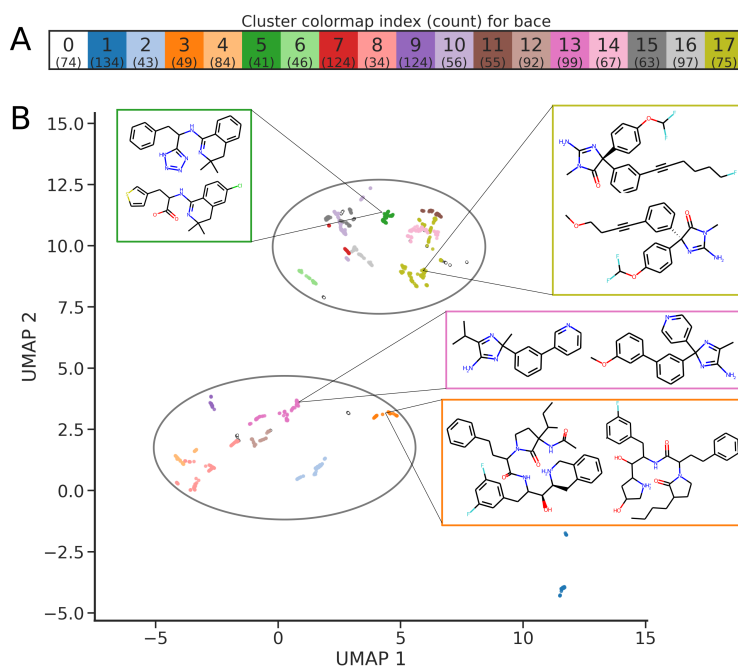 Cluster colormap index (count) for bace
A
0 1 2 3 4 5 6 7 8 9 10 11 12 13 14 15 16 17
(74) (134) (43) (49) (84) (41) (46) (124) (34) (124) (56) (55) (92) (99) (67) (63) (97) (75)
B
15.0
12.5
10.0
7.5
5.0
2.5
0.0
−2.5
−5.0
UMAP 2
−5 0 5 10 15
UMAP 1